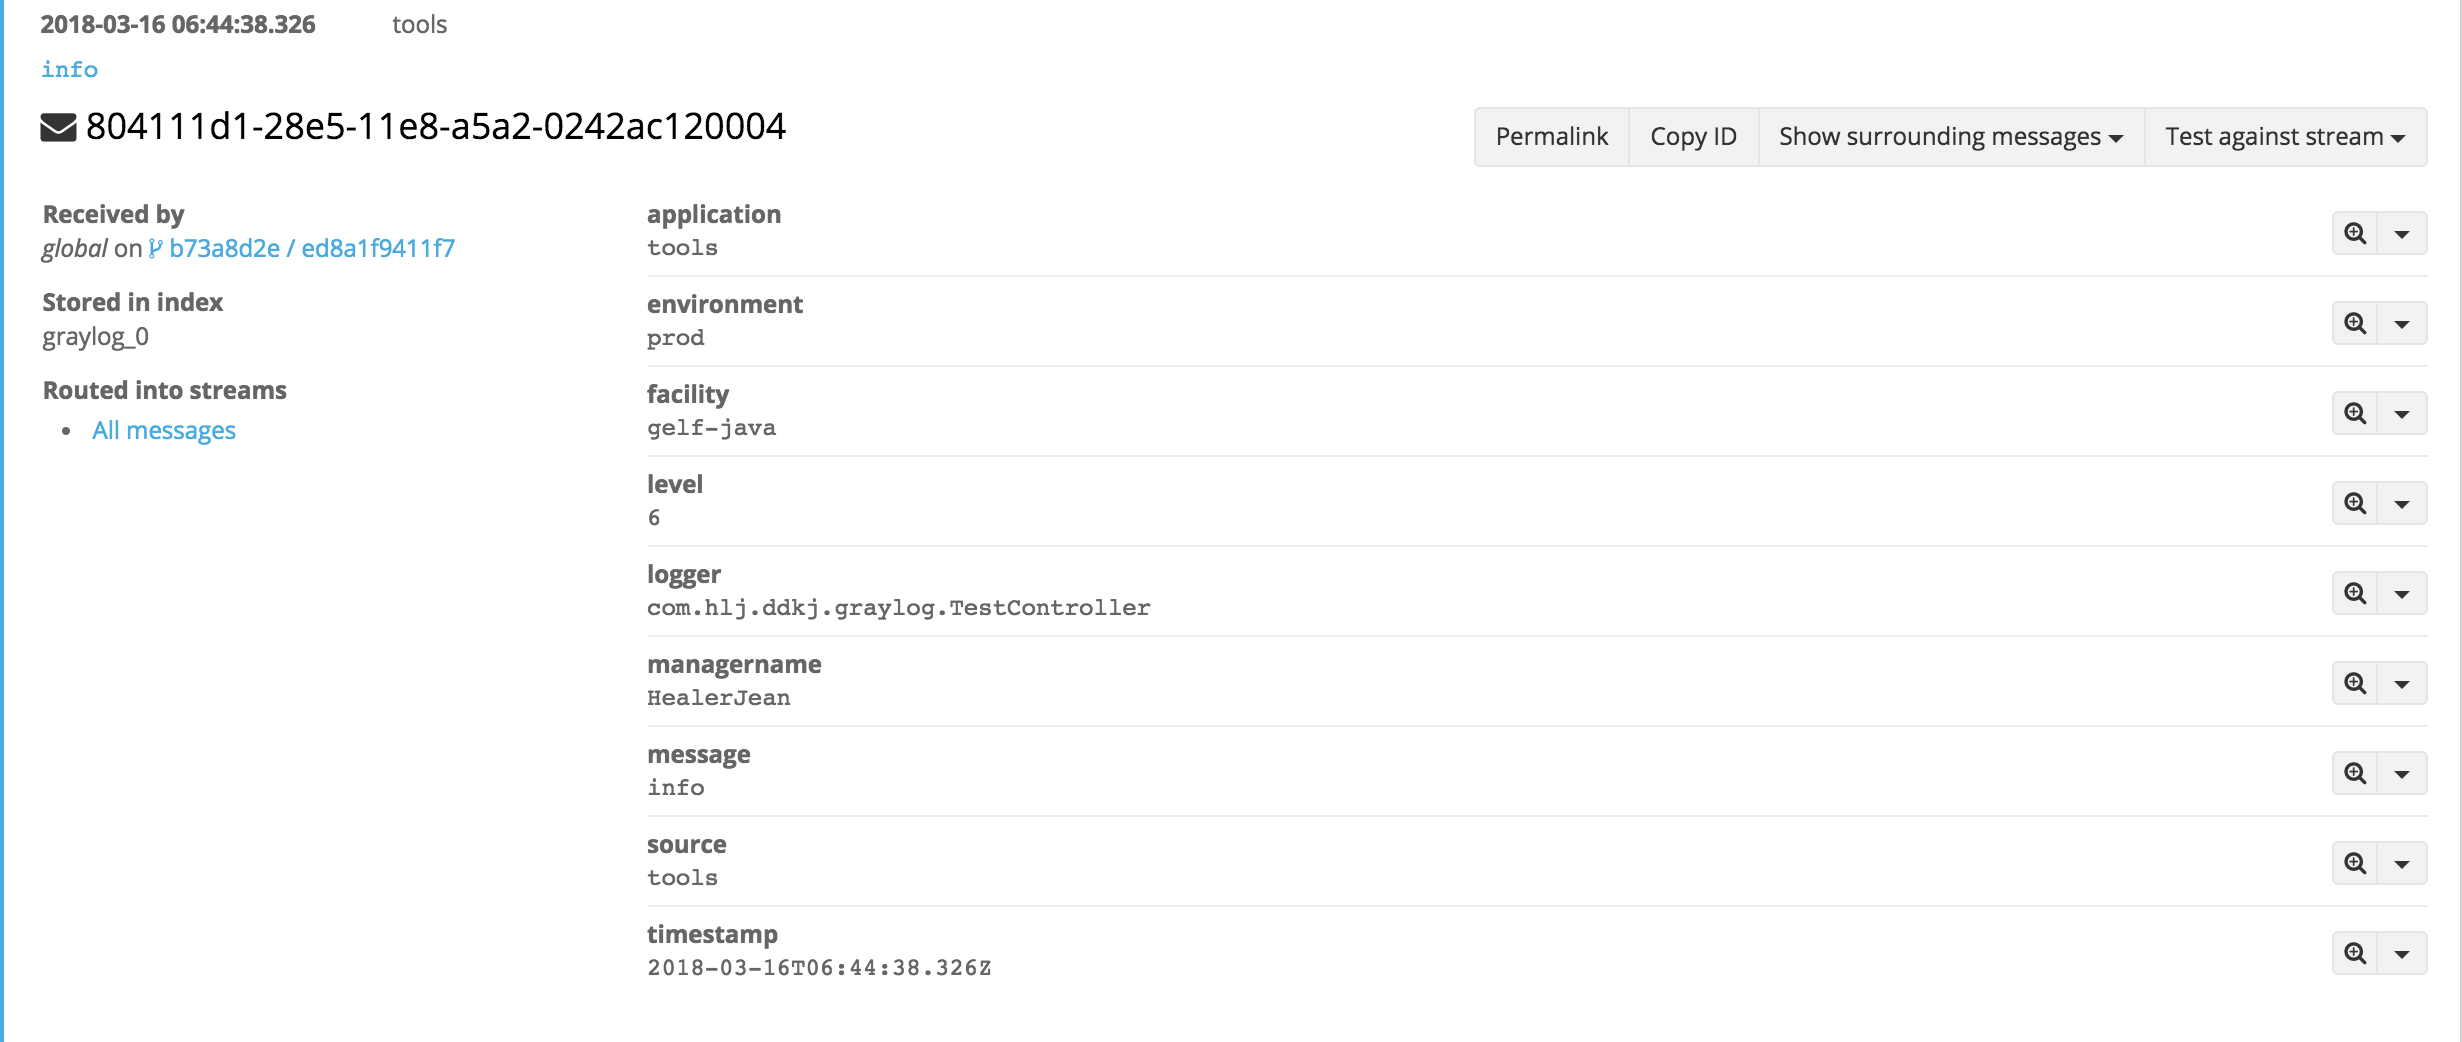 2018-03-16 06:44:38.326 tools
info
804111d1-28e5-11e8-a5a2-0242ac120004
Permalink Copy ID Show surrounding messages Test against stream
Received by
global on b73a8d2e / ed8a1f9411f7
Stored in index
graylog_0
Routed into streams
All messages
application
tools
environment
prod
facility
gelf-java
level
6
logger
com.hlj.ddkj.graylog.TestController
managername
HealerJean
message
info
source
tools
timestamp
2018-03-16T06:44:38.326Z